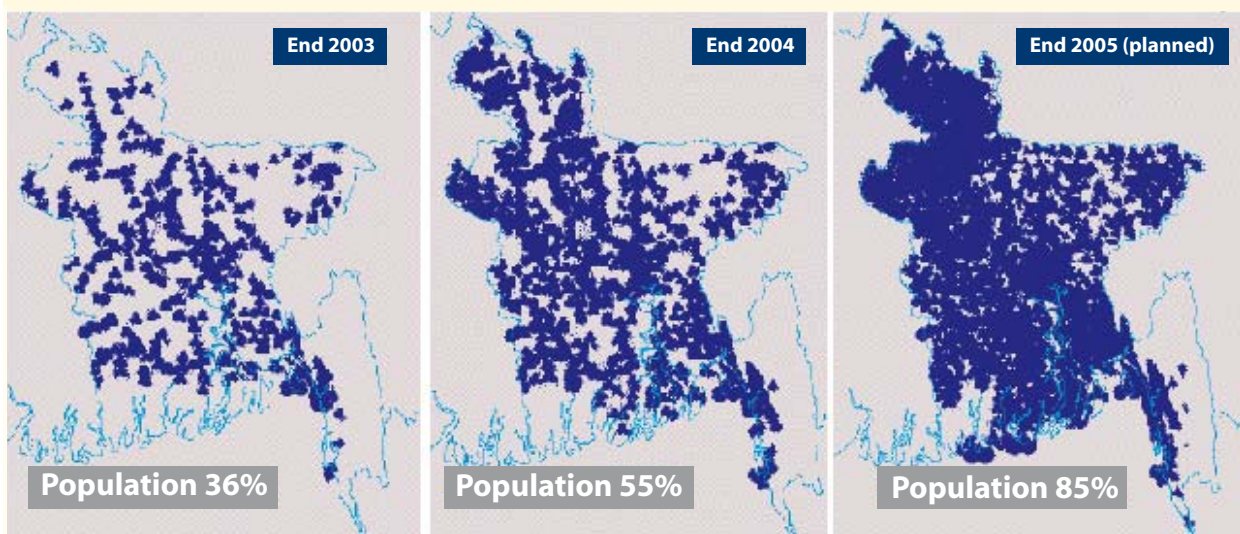 End 2003
End 2004
End 2005 (planned)
Population 36%
Population 55%
Population 85%